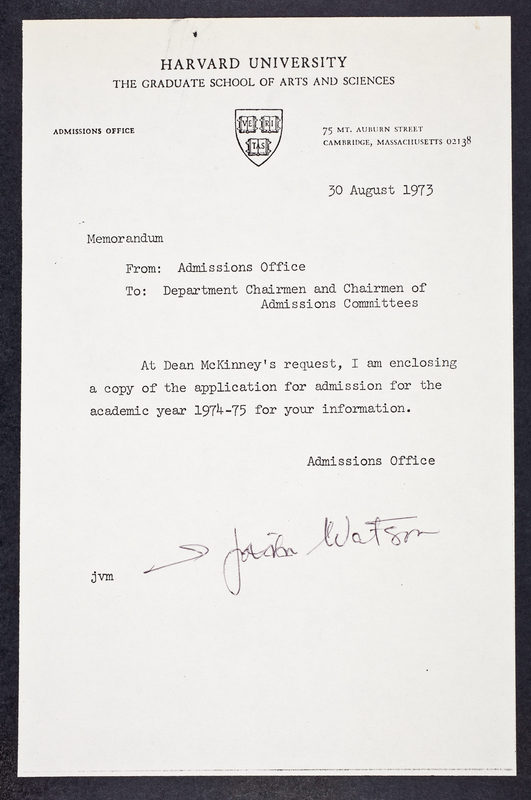 HARVARD UNIVERSITY
THE GRADUATE SCHOOL OF ARTS AND SCIENCES
ADMISSIONS OFFICE
VE RI
TAS
75 MT. AUBURN STREET
CAMBRIDGE, MASSACHUSETTS 02138
30 August 1973
Memorandum
From: Admissions Office
To: Department Chairmen and Chairmen of
Admissions Committees
At Dean McKinney's request, I am enclosing
a copy of the application for admission for the
academic year 1974-75 for your information.
Admissions Office
Watson
jvm